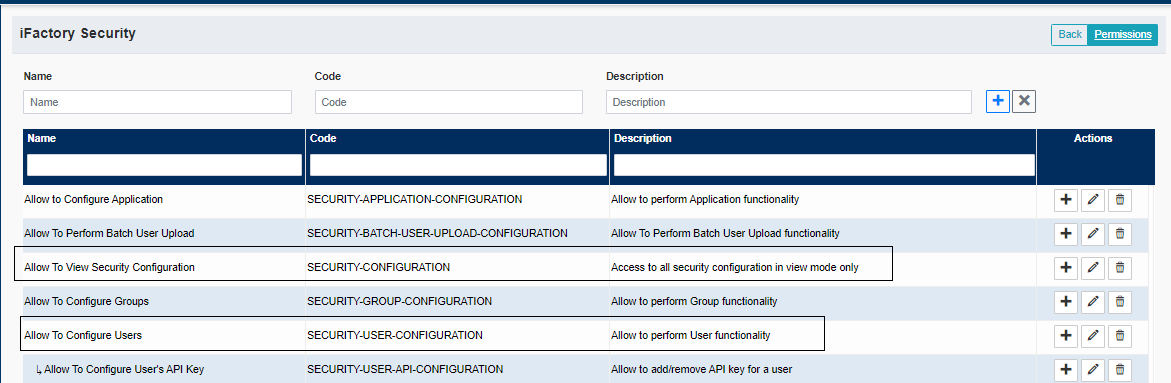 iFactory Security
Back Permissions
Name Code Description
Name Code Description
Name Code Description Actions
Allow to Configure Application SECURITY-APPLICATION-CONFIGURATION Allow to perform Application functionality
Allow To Perform Batch User Upload SECURITY-BATCH-USER-UPLOAD-CONFIGURATION Allow To Perform Batch User Upload functionality
Allow To View Security Configuration SECURITY-CONFIGURATION Access to all security configuration in view mode only
Allow To Configure Groups SECURITY-GROUP-CONFIGURATION Allow to perform Group functionality
Allow To Configure Users SECURITY-USER-CONFIGURATION Allow to perform User functionality
↳ Allow To Configure User's API Key SECURITY-USER-API-CONFIGURATION Allow to add/remove API key for a user